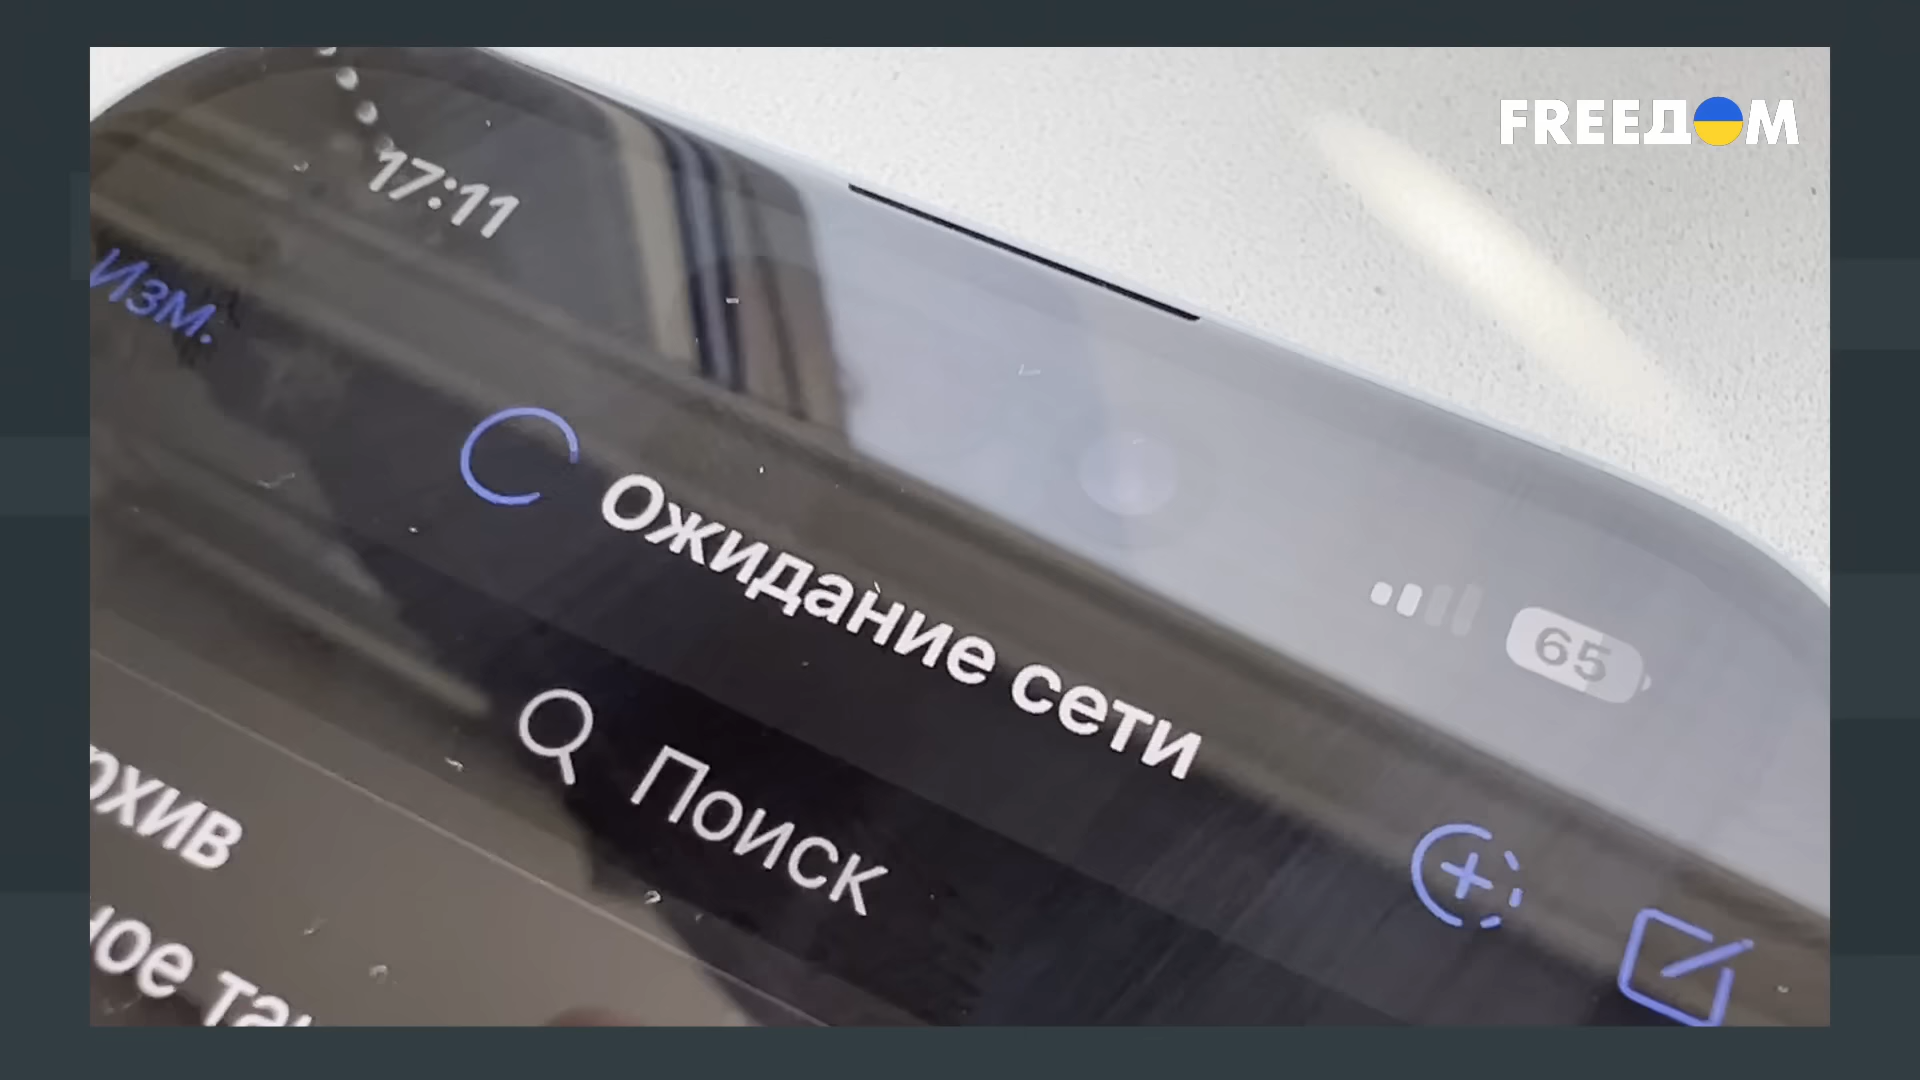 FREEДOM
17:11
Изм.
Ожидание сети
65
Поиск